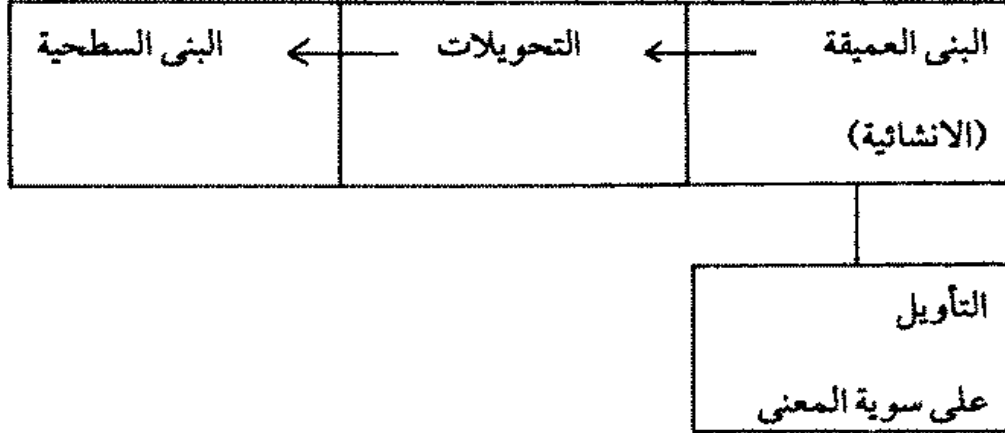 البنى العميقة ← التحويلات ← البنى السطحية
(الانشائية)
التأويل
على سوية المعنى